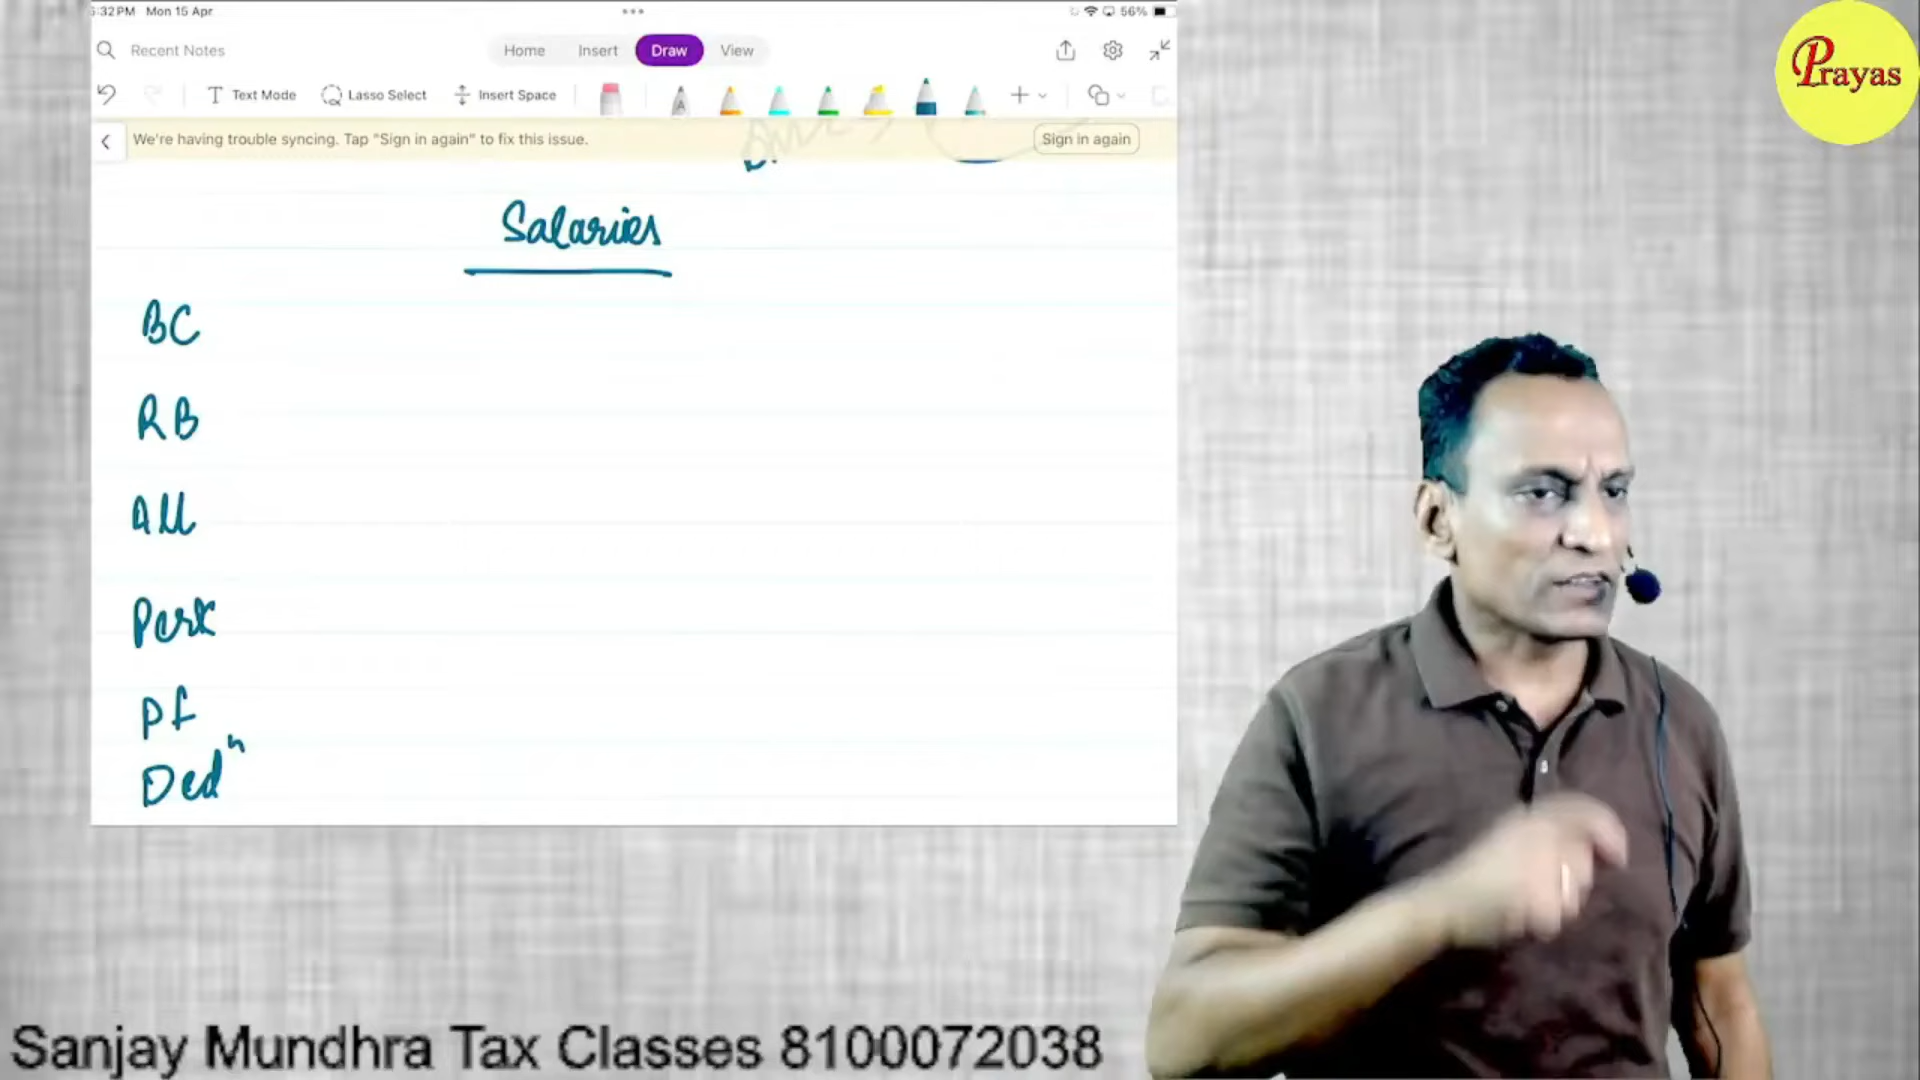 5:32PM Mon 15 Apr
56%
Recent Notes
Home Insert Draw View
Text Mode Lasso Select Insert Space
We're having trouble syncing. Tap "Sign in again" to fix this issue.
Sign in again
Prayas
Salaries
BC
RB
All
Perk
Pf
Dedⁿ
Sanjay Mundhra Tax Classes 8100072038